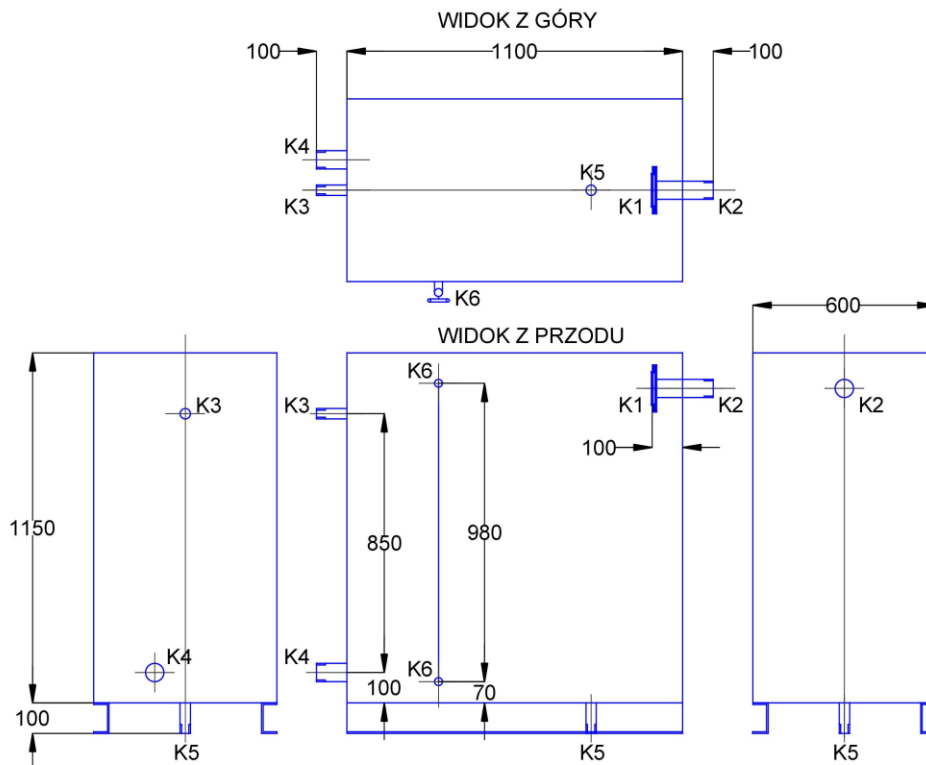 WIDOK Z GÓRY
100 1100 100
K4
K5
K3 K1 K2
K6
WIDOK Z PRZODU
600
K6
K3 K3 K1 K2 K2
100
1150 850 980
K4 K4 K6
100 70
100
K5 K5 K5